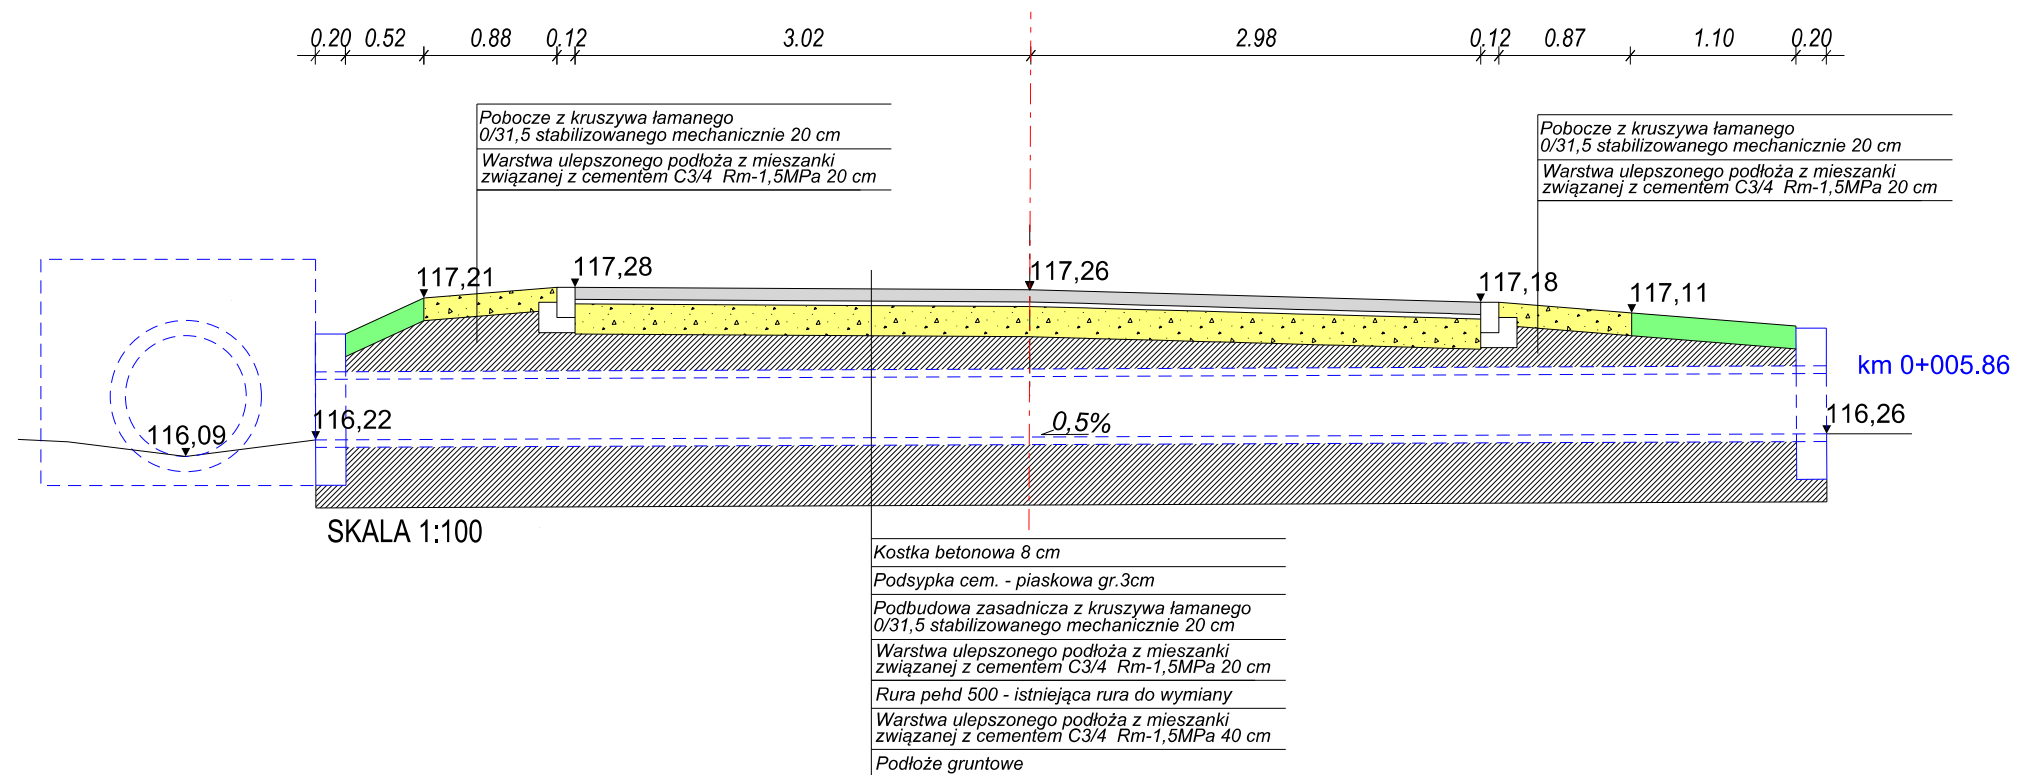 0.20 0.52 0.88 0.12 3.02 2.98 0.12 0.87 1.10 0.20
Pobocze z kruszywa łamanego
0/31,5 stabilizowanego mechanicznie 20 cm
Warstwa ulepszonego podłoża z mieszanki
związanej z cementem C3/4 Rm-1,5MPa 20 cm
Pobocze z kruszywa łamanego
0/31,5 stabilizowanego mechanicznie 20 cm
Warstwa ulepszonego podłoża z mieszanki
związanej z cementem C3/4 Rm-1,5MPa 20 cm
117,21 117,28 117,26 117,18 117,11
km 0+005.86
116,09 116,22 0,5% 116,26
SKALA 1:100
Kostka betonowa 8 cm
Podsypka cem. - piaskowa gr.3cm
Podbudowa zasadnicza z kruszywa łamanego
0/31,5 stabilizowanego mechanicznie 20 cm
Warstwa ulepszonego podłoża z mieszanki
związanej z cementem C3/4 Rm-1,5MPa 20 cm
Rura pehd 500 - istniejąca rura do wymiany
Warstwa ulepszonego podłoża z mieszanki
związanej z cementem C3/4 Rm-1,5MPa 40 cm
Podłoże gruntowe